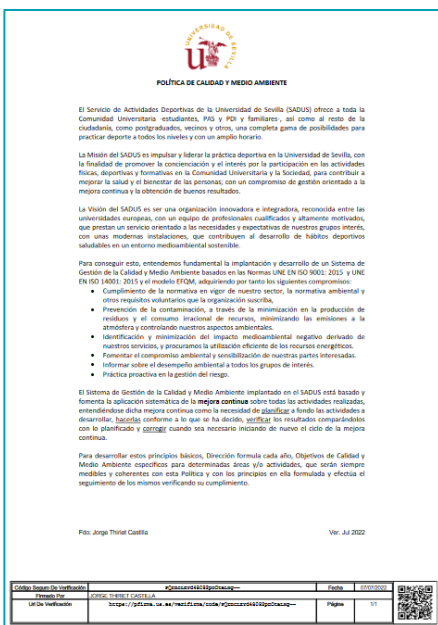 UNIVERSIDAD DE SEVILLA
POLÍTICA DE CALIDAD Y MEDIO AMBIENTE
El Servicio de Actividades Deportivas de la Universidad de Sevilla (SADUS) ofrece a toda la
Comunidad Universitaria -estudiantes, PAS y PDI y familiares-, así como al resto de la
ciudadanía, como postgraduados, vecinos y otros, una completa gama de posibilidades para
practicar deporte a todos los niveles y con un amplio horario.
La Misión del SADUS es impulsar y liderar la práctica deportiva en la Universidad de Sevilla, con
la finalidad de promover la concienciación y el interés por la participación en las actividades
físicas, deportivas y formativas en la Comunidad Universitaria y la Sociedad, para contribuir a
mejorar la salud y el bienestar de las personas; con un compromiso de gestión orientado a la
mejora continua y la obtención de buenos resultados.
La Visión del SADUS es ser una organización innovadora e integradora, reconocida entre las
universidades europeas, con un equipo de profesionales cualificados y altamente motivados,
que prestan un servicio orientado a las necesidades y expectativas de nuestros grupos interés,
con unas modernas instalaciones, que contribuyen al desarrollo de hábitos deportivos
saludables en un entorno medioambiental sostenible.
Para conseguir esto, entendemos fundamental la implantación y desarrollo de un Sistema de
Gestión de la Calidad y Medio Ambiente basados en las Normas UNE EN ISO 9001: 2015 y UNE
EN ISO 14001: 2015 y el modelo EFQM, adquiriendo por tanto los siguientes compromisos:
• Cumplimiento de la normativa en vigor de nuestro sector, la normativa ambiental y
otros requisitos voluntarios que la organización suscriba,
• Prevención de la contaminación, a través de la minimización en la producción de
residuos y el consumo irracional de recursos, minimizando las emisiones a la
atmósfera y controlando nuestros aspectos ambientales.
• Identificación y minimización del impacto medioambiental negativo derivado de
nuestros servicios, y procuramos la utilización eficiente de los recursos energéticos.
• Fomentar el compromiso ambiental y sensibilización de nuestras partes interesadas.
• Informar sobre el desempeño ambiental a todos los grupos de interés.
• Práctica proactiva en la gestión del riesgo.
El Sistema de Gestión de la Calidad y Medio Ambiente implantado en el SADUS está basado y
fomenta la aplicación sistemática de la mejora continua sobre todas las actividades realizadas,
entendiéndose dicha mejora continua como la necesidad de planificar a fondo las actividades a
desarrollar, hacerlas conforme a lo que se ha decido, verificar los resultados comparándolos
con lo planificado y corregir cuando sea necesario iniciando de nuevo el ciclo de la mejora
continua.
Para desarrollar estos principios básicos, Dirección formula cada año, Objetivos de Calidad y
Medio Ambiente específicos para determinadas áreas y/o actividades, que serán siempre
medibles y coherentes con esta Política y con los principios en ella formulada y efectúa el
seguimiento de los mismos verificando su cumplimiento.
Fdo: Jorge Thiriet Castilla Ver. Jul 2022
Código Seguro De Verificación Fecha 07/07/2022
Firmado Por JORGE THIRIET CASTILLA
Url De Verificación Página 1/1